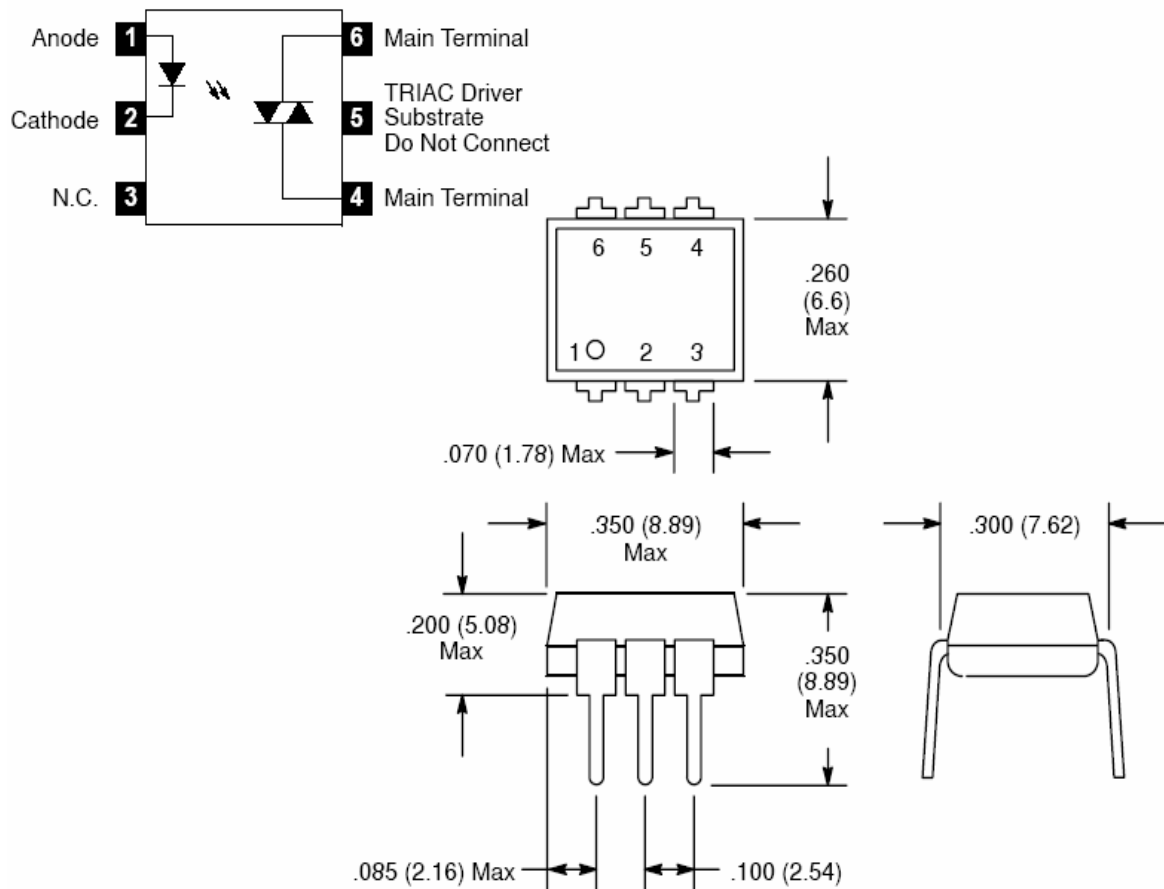 Anode 1
6 Main Terminal
Cathode 2
5 TRIAC Driver
Substrate
Do Not Connect
N.C. 3
4 Main Terminal
6 5 4
1 2 3
.260
(6.6)
Max
.070 (1.78) Max
.350 (8.89)
Max
.300 (7.62)
.200 (5.08)
Max
.350
(8.89)
Max
.085 (2.16) Max
.100 (2.54)